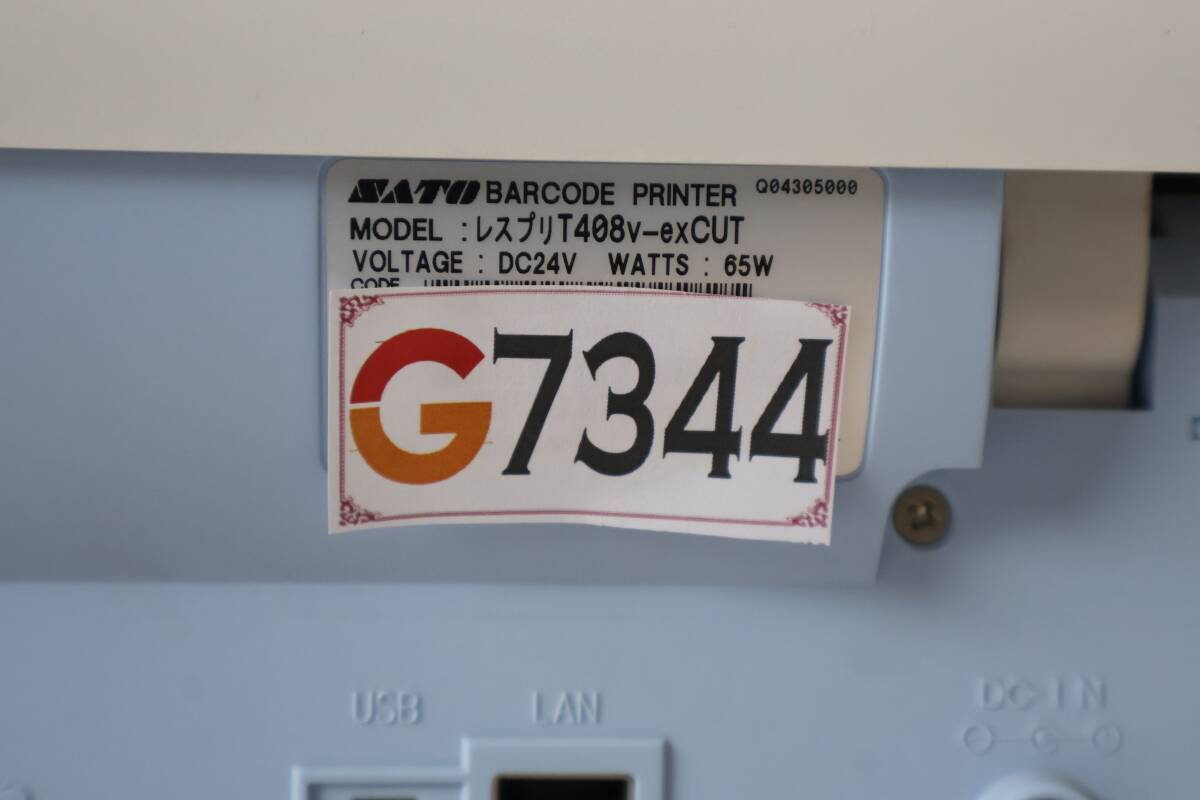 SATO BARCODE PRINTER Q04305000
MODEL : レスプリT408v-exCUT
VOLTAGE : DC24V WATTS : 65W
CODE
G7344
USB LAN DC-IN